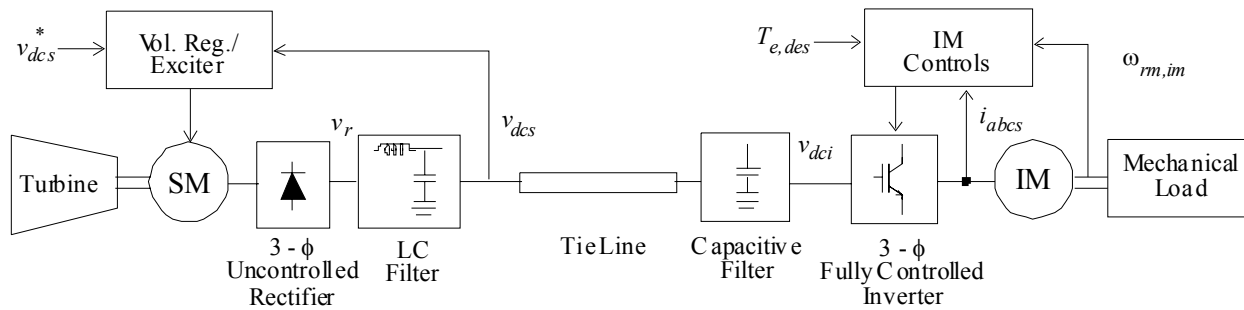 v*dcs
Vol. Reg./
Exciter
Te,des
IM
Controls
ωrm,im
vr
vdcs
vdci
iabcs
Turbine
SM
IM
Mechanical
Load
3 - ϕ
Uncontrolled
Rectifier
LC
Filter
Tie Line
Capacitive
Filter
3 - ϕ
Fully Controlled
Inverter